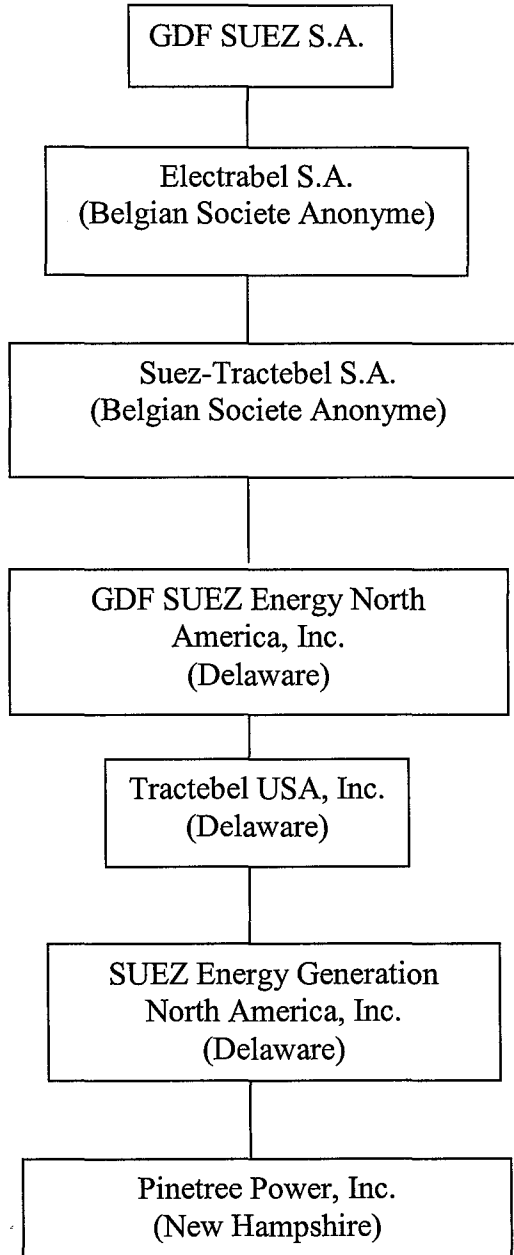 GDF SUEZ S.A.
Electrabel S.A.
(Belgian Societe Anonyme)
Suez-Tractebel S.A.
(Belgian Societe Anonyme)
GDF SUEZ Energy North
America, Inc.
(Delaware)
Tractebel USA, Inc.
(Delaware)
SUEZ Energy Generation
North America, Inc.
(Delaware)
Pinetree Power, Inc.
(New Hampshire)